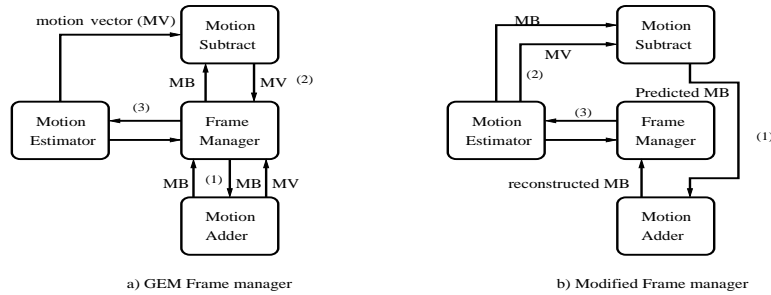 motion vector (MV)
Motion
Subtract
MB
MV
(2)
(3)
Motion
Estimator
Frame
Manager
MB
(1)
MB
MV
Motion
Adder
a) GEM Frame manager
MB
Motion
Subtract
MV
(2)
Predicted MB
(3)
Motion
Estimator
Frame
Manager
(1)
reconstructed MB
Motion
Adder
b) Modified Frame manager